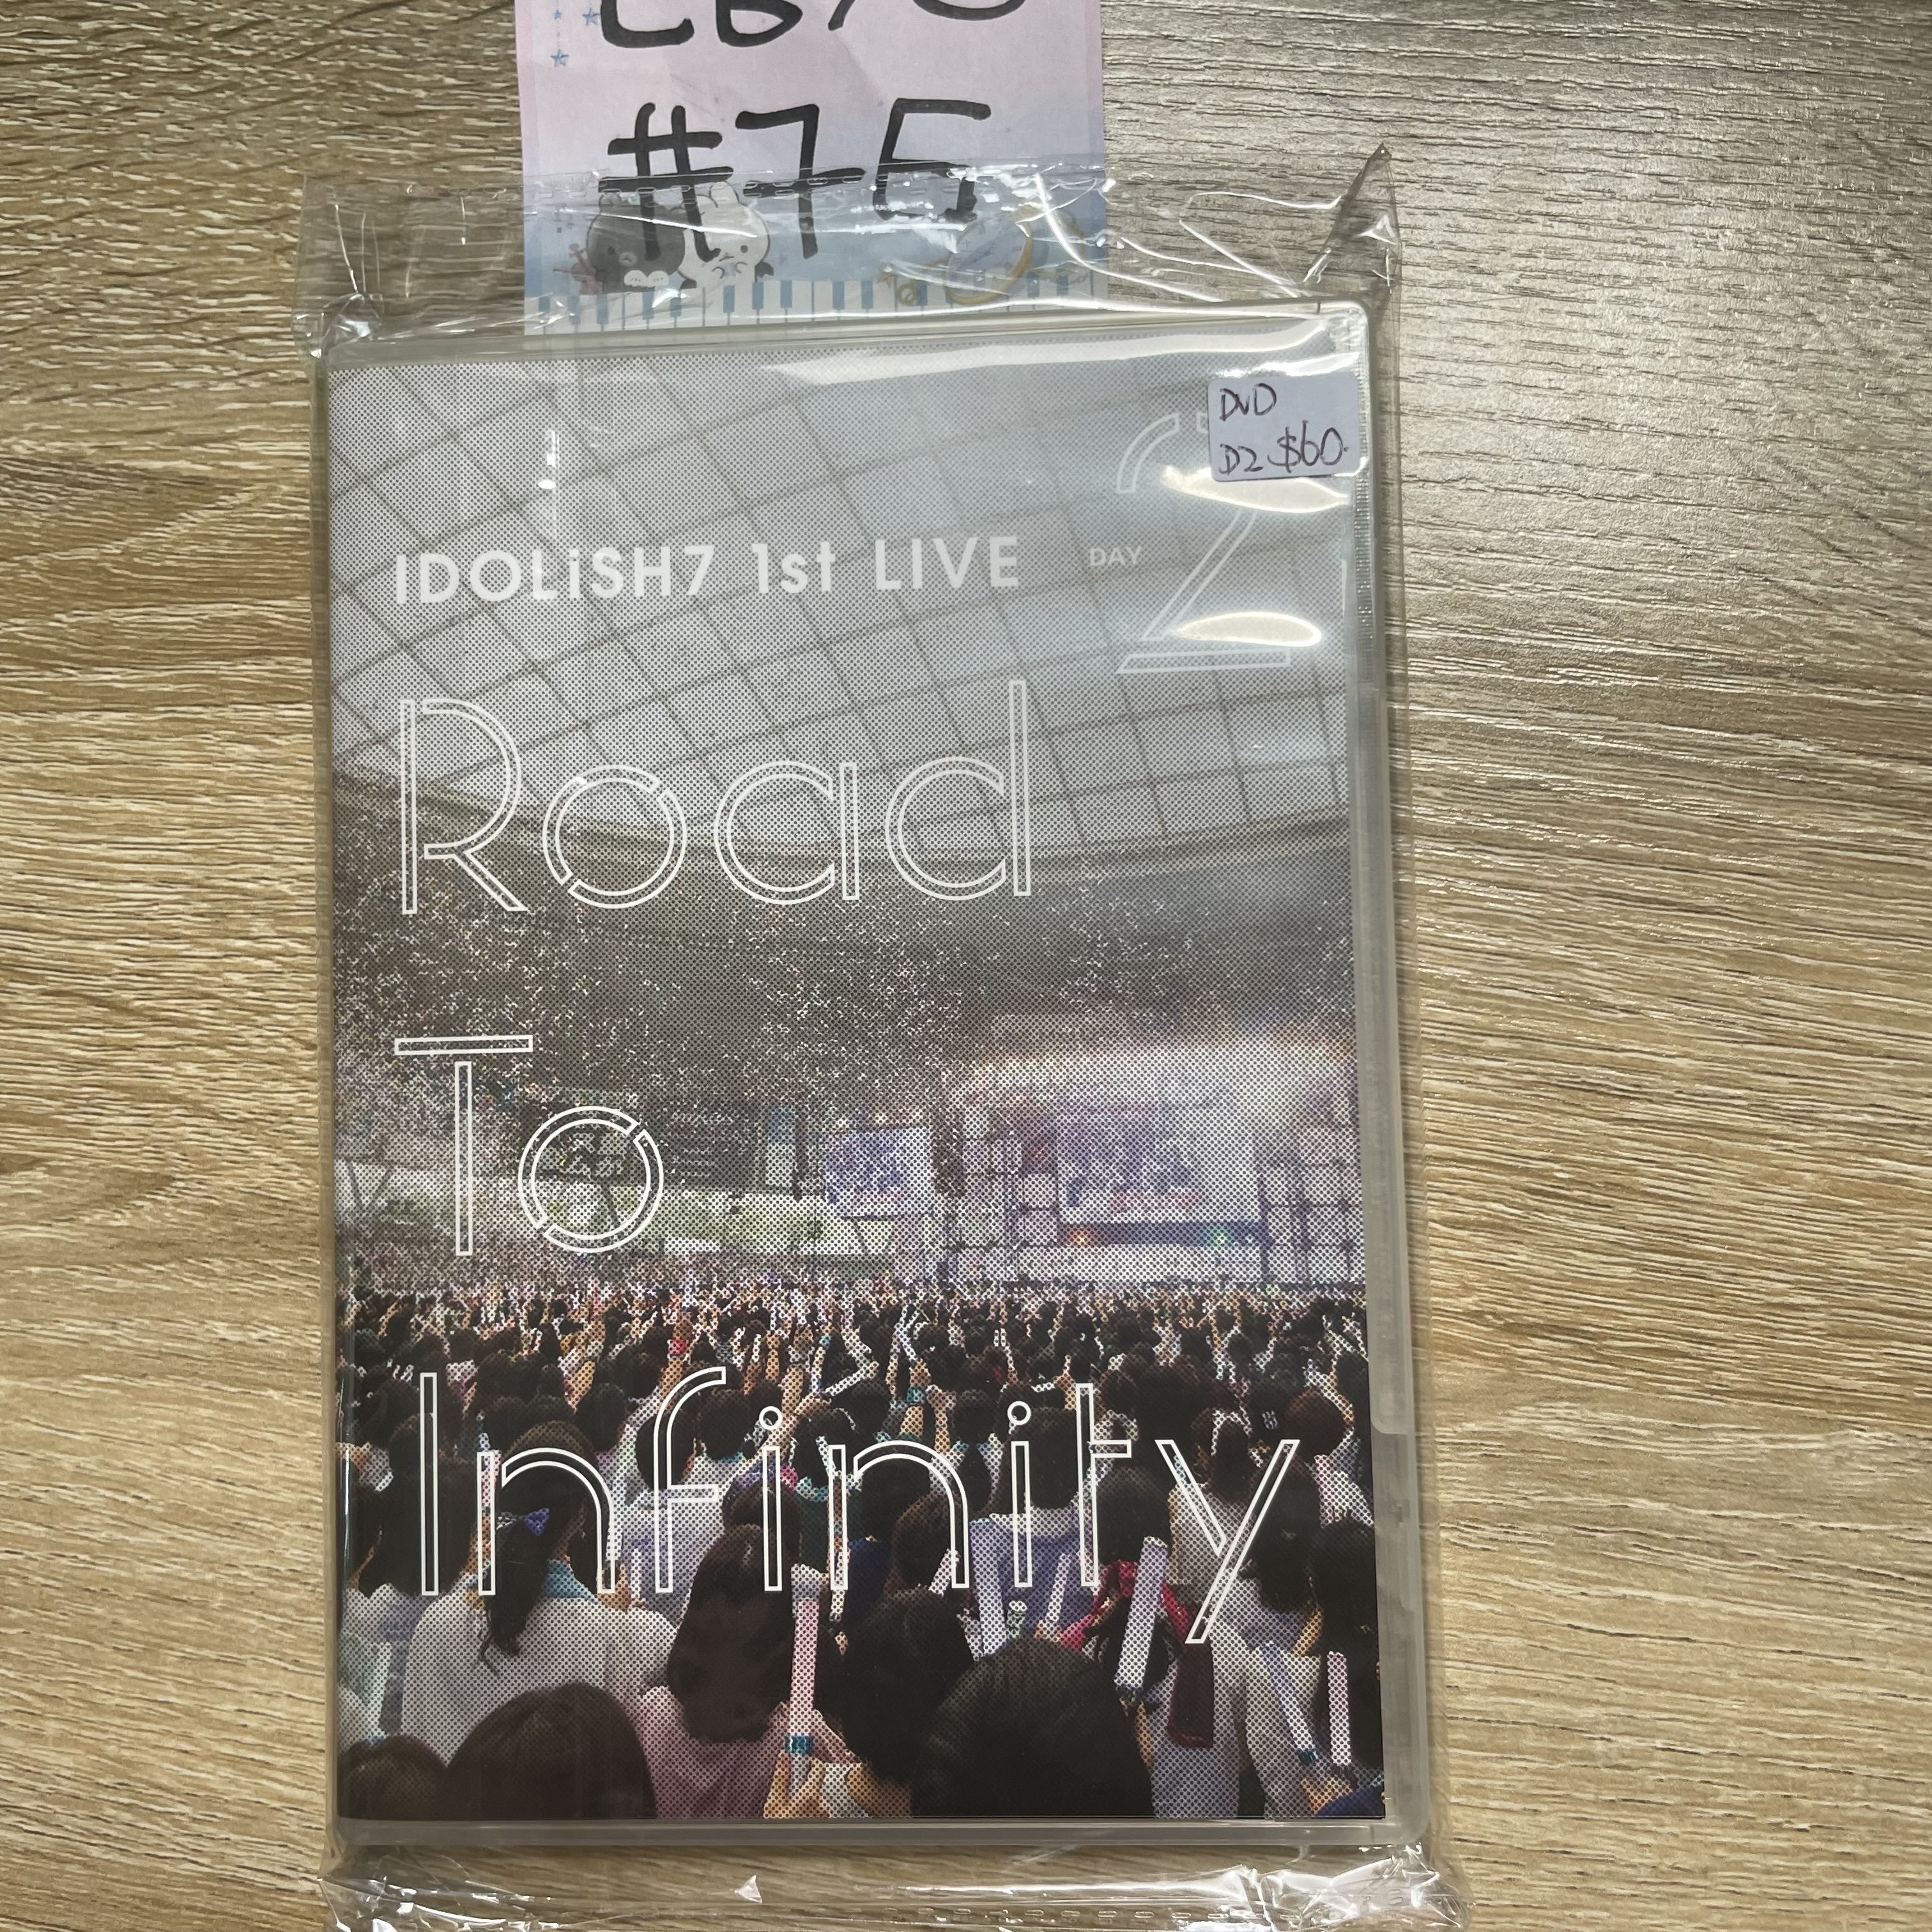 #75
DVD
D2 $60.
IDOLiSH7 1st LIVE DAY 2
Road
To
Infinity